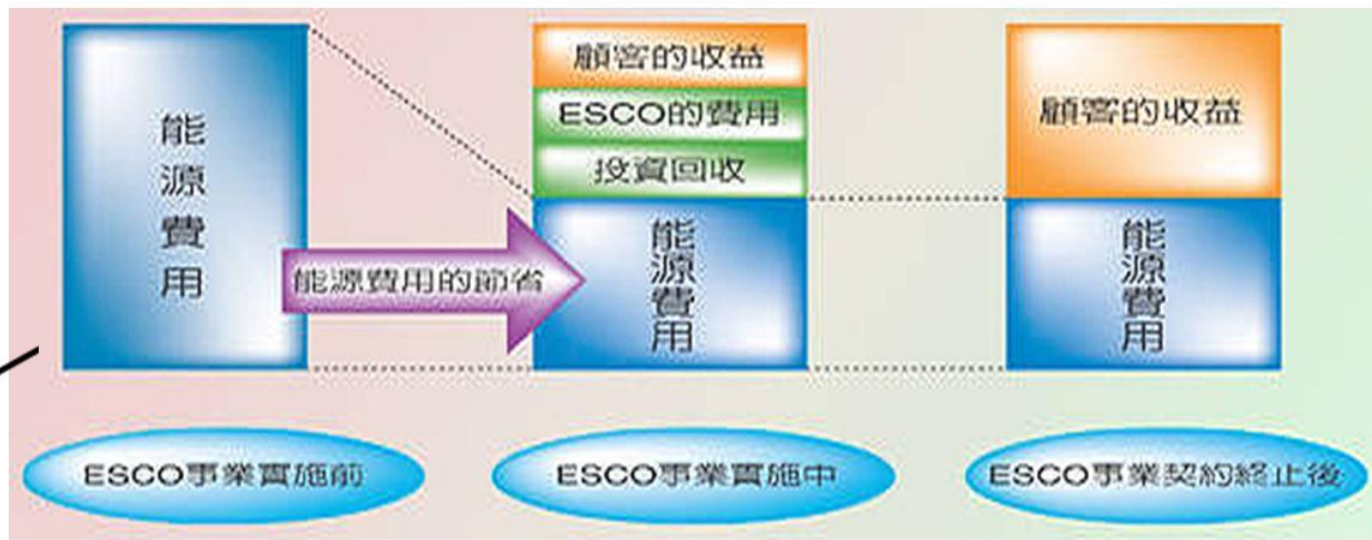 能源費用
能源費用的節省
顧客的收益
ESCO的費用
投資回收
能源費用
顧客的收益
能源費用
ESCO事業實施前
ESCO事業實施中
ESCO事業契約終止後